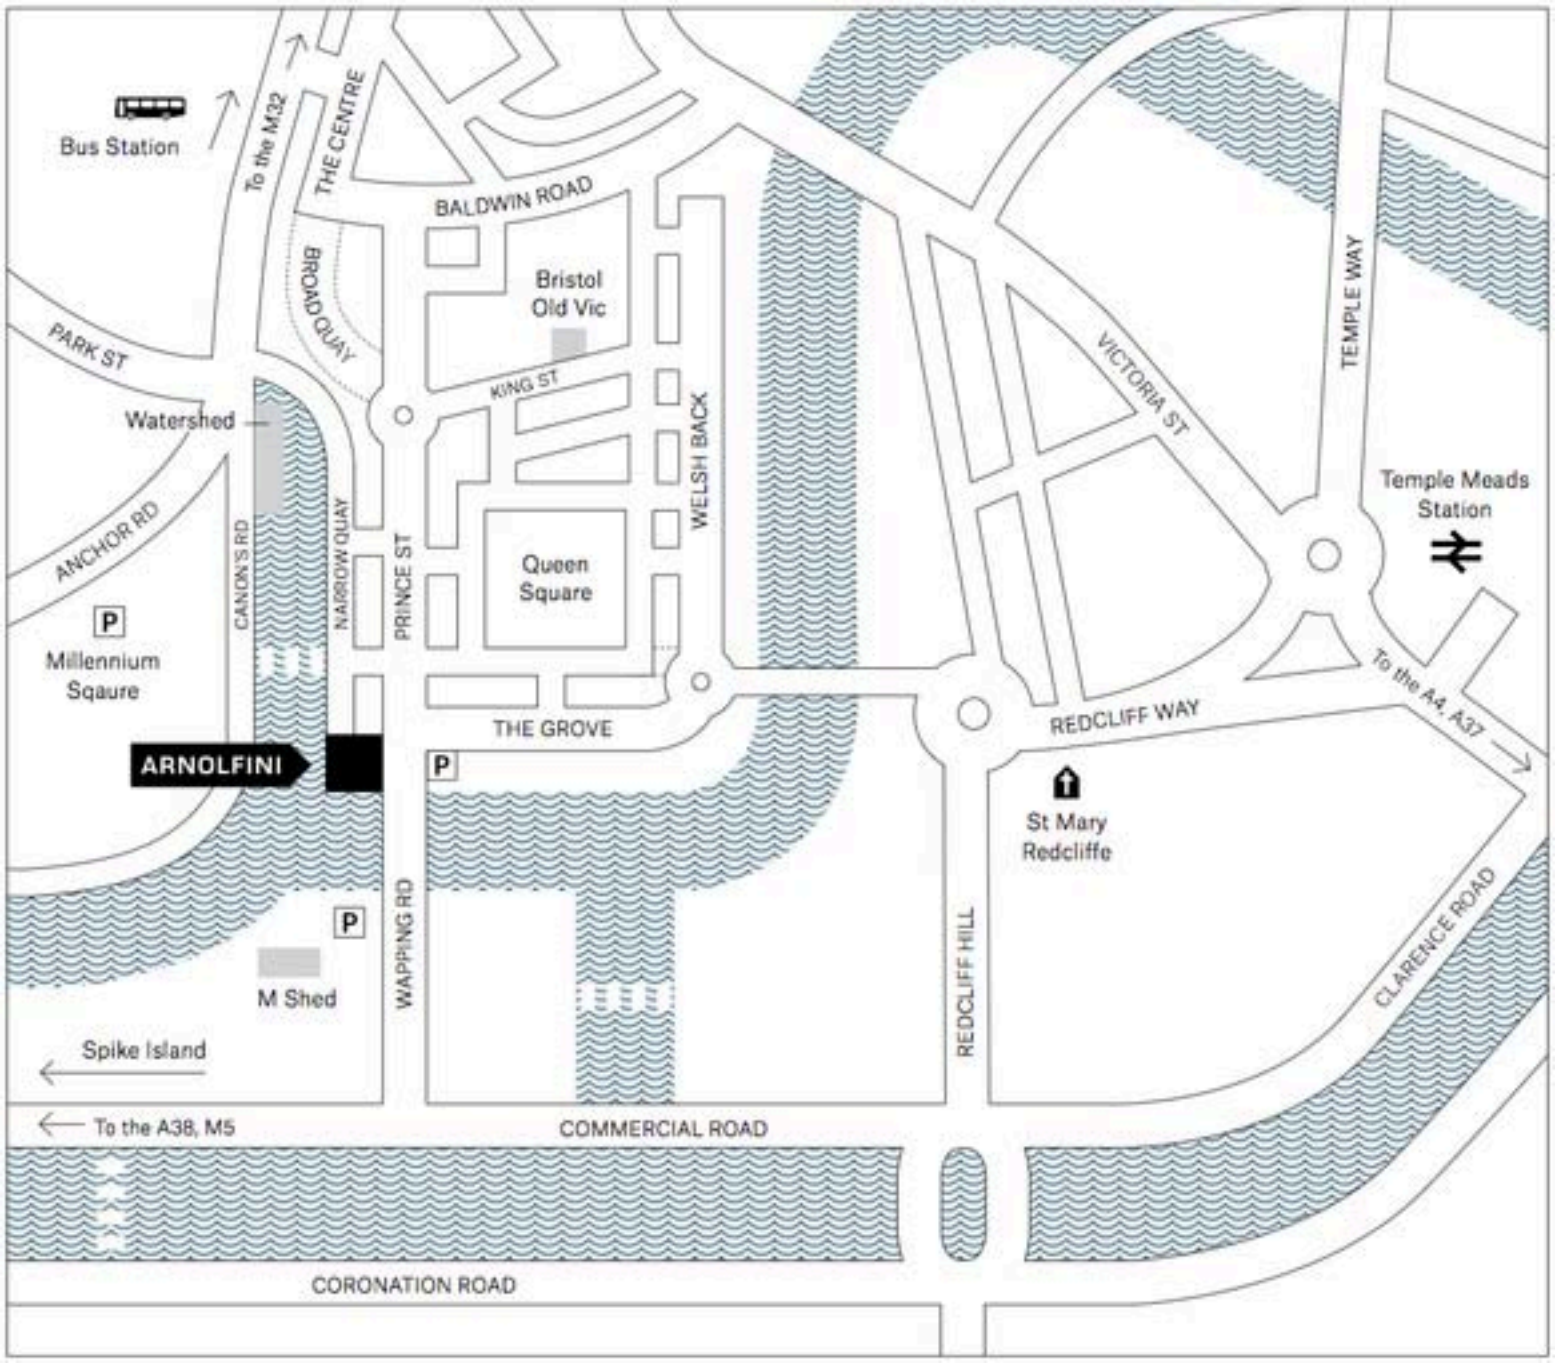 Bus Station
To the M32
THE CENTRE
BALDWIN ROAD
BROAD QUAY
Bristol
Old Vic
PARK ST
KING ST
Watershed
WELSH BACK
VICTORIA ST
TEMPLE WAY
Temple Meads
Station
ANCHOR RD
CANON'S RD
NARROW QUAY
PRINCE ST
Queen
Square
P
Millennium
Sqaure
THE GROVE
REDCLIFF WAY
To the A4, A37
ARNOLFINI
P
St Mary
Redcliffe
P
M Shed
WAPPING RD
REDCLIFF HILL
CLARENCE ROAD
Spike Island
To the A38, M5
COMMERCIAL ROAD
CORONATION ROAD